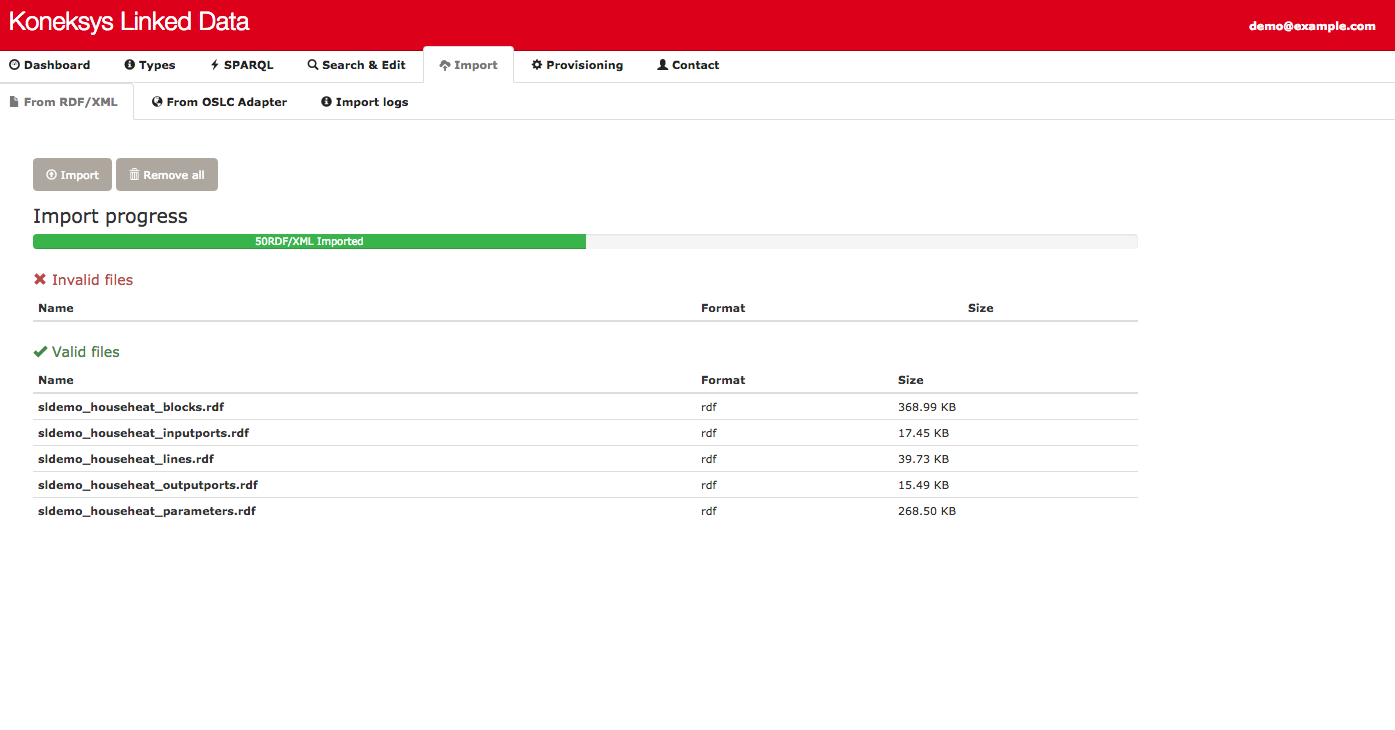 Koneksys Linked Data
demo@example.com
Dashboard Types SPARQL Search & Edit Import Provisioning Contact
From RDF/XML From OSLC Adapter Import logs
Import Remove all
Import progress
50RDF/XML Imported
Invalid files
Name Format Size
Valid files
Name Format Size
sldemo_househeat_blocks.rdf rdf 368.99 KB
sldemo_househeat_inputports.rdf rdf 17.45 KB
sldemo_househeat_lines.rdf rdf 39.73 KB
sldemo_househeat_outputports.rdf rdf 15.49 KB
sldemo_househeat_parameters.rdf rdf 268.50 KB